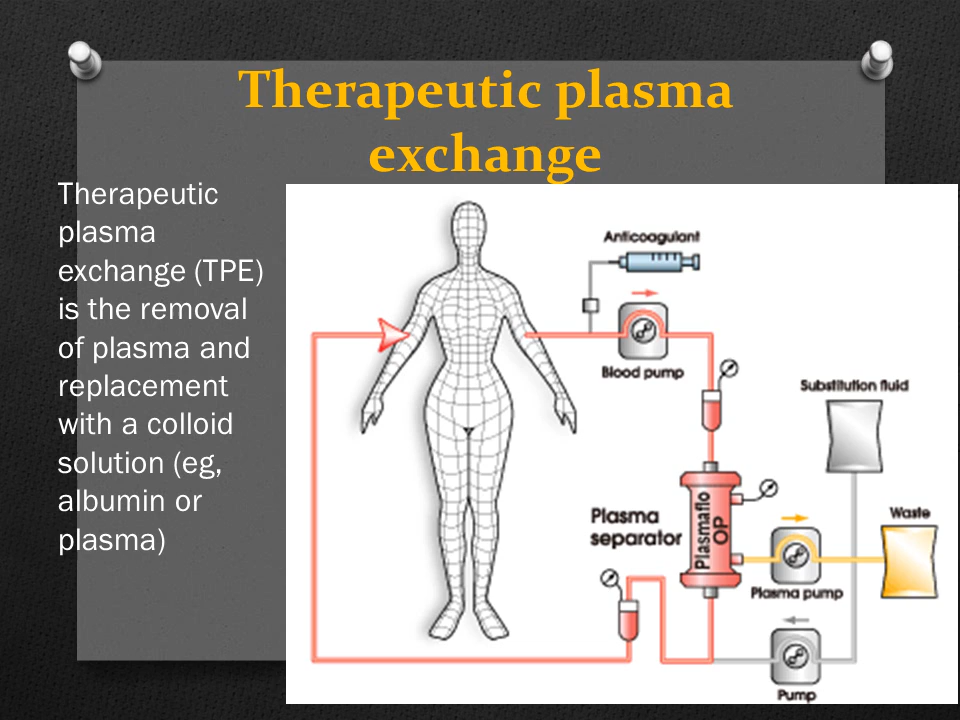 Therapeutic plasma
exchange
Therapeutic
plasma
exchange (TPE)
is the removal
of plasma and
replacement
with a colloid
solution (eg,
albumin or
plasma)
Anticoagulant
Blood pump
Substitution fluid
Plasma
separator
Plasmaflo
OP
Waste
Plasma pump
Pump